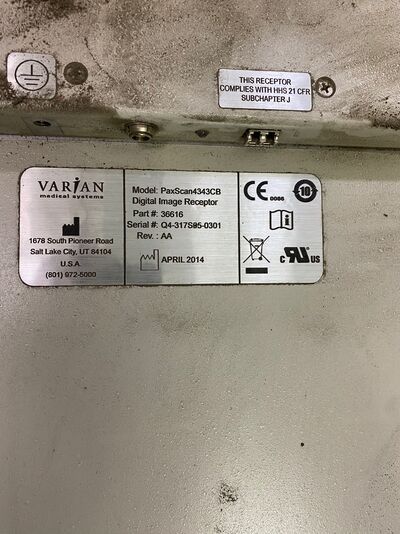 THIS RECEPTOR
COMPLIES WITH HHS 21 CFR
SUBCHAPTER J
VARIAN
medical systems
1678 South Pioneer Road
Salt Lake City, UT 84104
U.S.A.
(801) 972-5000
Model: PaxScan4343CB
Digital Image Receptor
Part #: 36616
Serial #: Q4-317S05-0301
Rev. : AA
APRIL 2014
CE 0086
10
i
c RU US